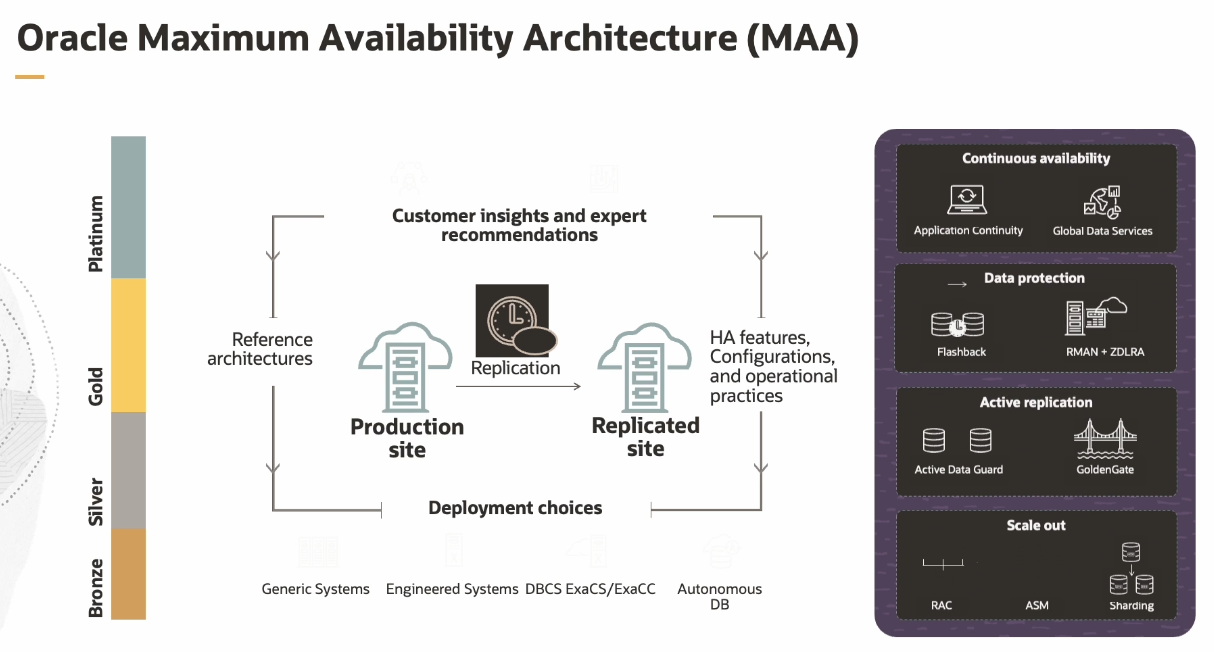 Oracle Maximum Availability Architecture (MAA)
Platinum
Gold
Silver
Bronze
Customer insights and expert
recommendations
Reference
architectures
Replication
HA features,
Configurations,
and operational
practices
Production
site
Replicated
site
Deployment choices
Generic Systems
Engineered Systems
DBCS ExaCS/ExaCC
Autonomous
DB
Continuous availability
Application Continuity
Global Data Services
Data protection
Flashback
RMAN + ZDLRA
Active replication
Active Data Guard
GoldenGate
Scale out
RAC
ASM
Sharding